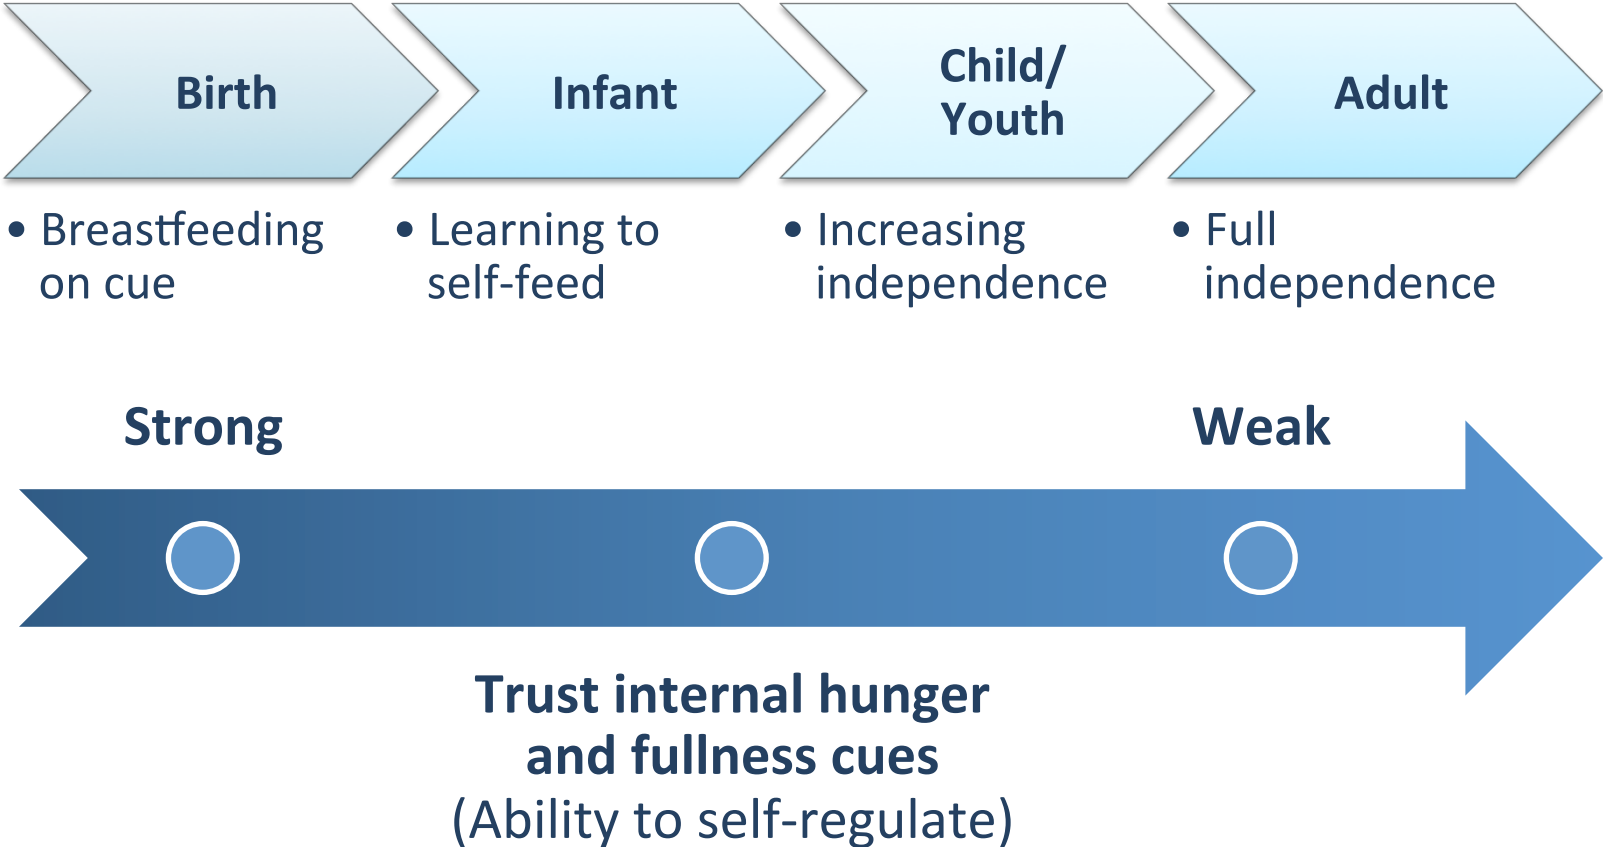 Birth
Infant
Child/
Youth
Adult
• Breastfeeding
on cue
• Learning to
self-feed
• Increasing
independence
• Full
independence
Strong
Weak
Trust internal hunger
and fullness cues
(Ability to self-regulate)